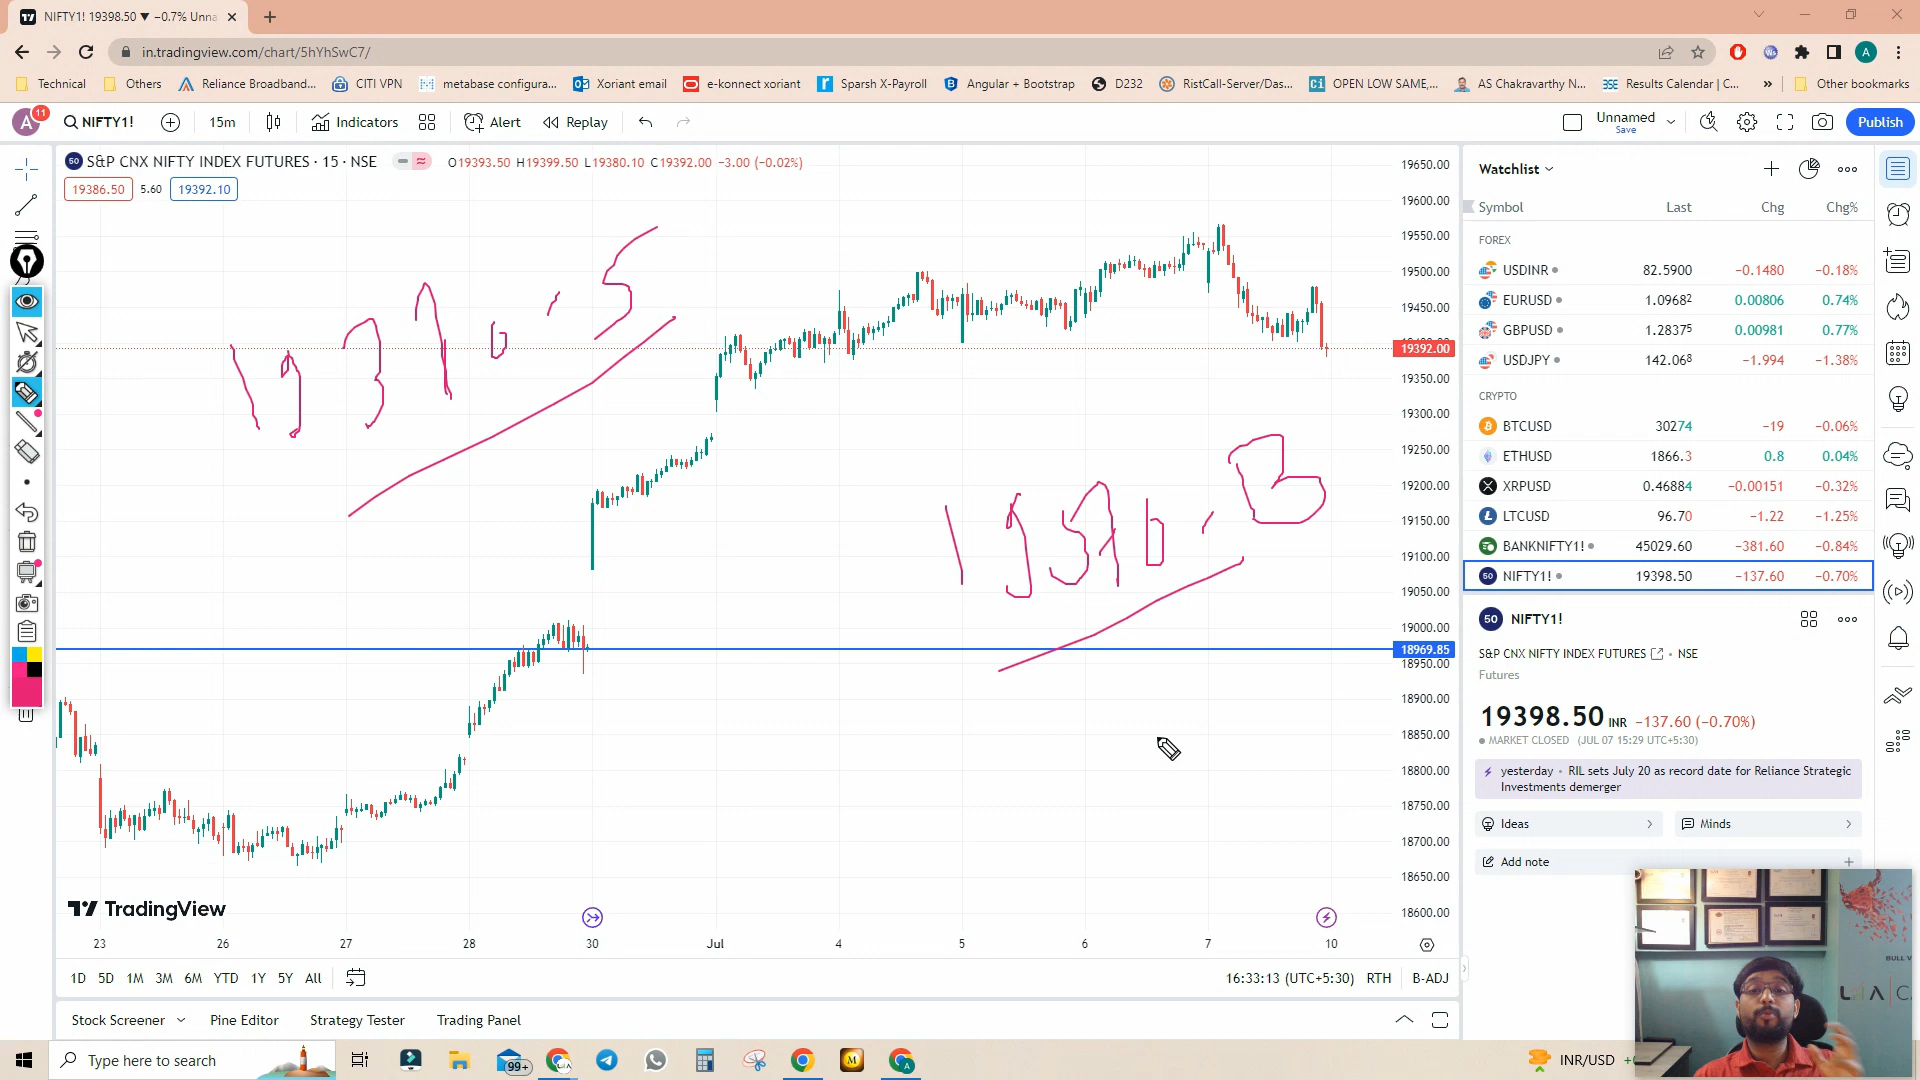 NIFTY1! 19398.50 ▼ −0.7% Unna
in.tradingview.com/chart/5hYhSwC7/
Technical
Others
Reliance Broadband...
CITI VPN
metabase configura...
Xoriant email
e-konnect xoriant
Sparsh X-Payroll
Angular + Bootstrap
D232
RistCall-Server/Das...
OPEN LOW SAME,...
AS Chakravarthy N...
Results Calendar | C...
»
Other bookmarks
A 11
NIFTY1!
15m
Indicators
Alert
Replay
Unnamed
Save
Publish
50 S&P CNX NIFTY INDEX FUTURES · 15 · NSE
O19393.50 H19399.50 L19380.10 C19392.00 −3.00 (−0.02%)
19386.50 5.60 19392.10
19650.00
19600.00
19550.00
19500.00
19450.00
19392.00
19350.00
19300.00
19250.00
19200.00
19150.00
19100.00
19050.00
19000.00
18969.85
18950.00
18900.00
18850.00
18800.00
18750.00
18700.00
18650.00
18600.00
TradingView
23 26 27 28 30 Jul 4 5 6 7 10
1D 5D 1M 3M 6M YTD 1Y 5Y All
16:33:13 (UTC+5:30) RTH B-ADJ
Stock Screener
Pine Editor
Strategy Tester
Trading Panel
Watchlist
Symbol Last Chg Chg%
FOREX
USDINR 82.5900 −0.1480 −0.18%
EURUSD 1.09682 0.00806 0.74%
GBPUSD 1.28375 0.00981 0.77%
USDJPY 142.068 −1.994 −1.38%
CRYPTO
BTCUSD 30274 −19 −0.06%
ETHUSD 1866.3 0.8 0.04%
XRPUSD 0.46884 −0.00151 −0.32%
LTCUSD 96.70 −1.22 −1.25%
BANKNIFTY1! 45029.60 −381.60 −0.84%
50 NIFTY1! 19398.50 −137.60 −0.70%
50 NIFTY1!
S&P CNX NIFTY INDEX FUTURES · NSE
Futures
19398.50 INR −137.60 (−0.70%)
MARKET CLOSED (JUL 07 15:29 UTC+5:30)
yesterday · RIL sets July 20 as record date for Reliance Strategic
Investments demerger
Ideas
Minds
Add note
BULL V
Type here to search
99+
INR/USD